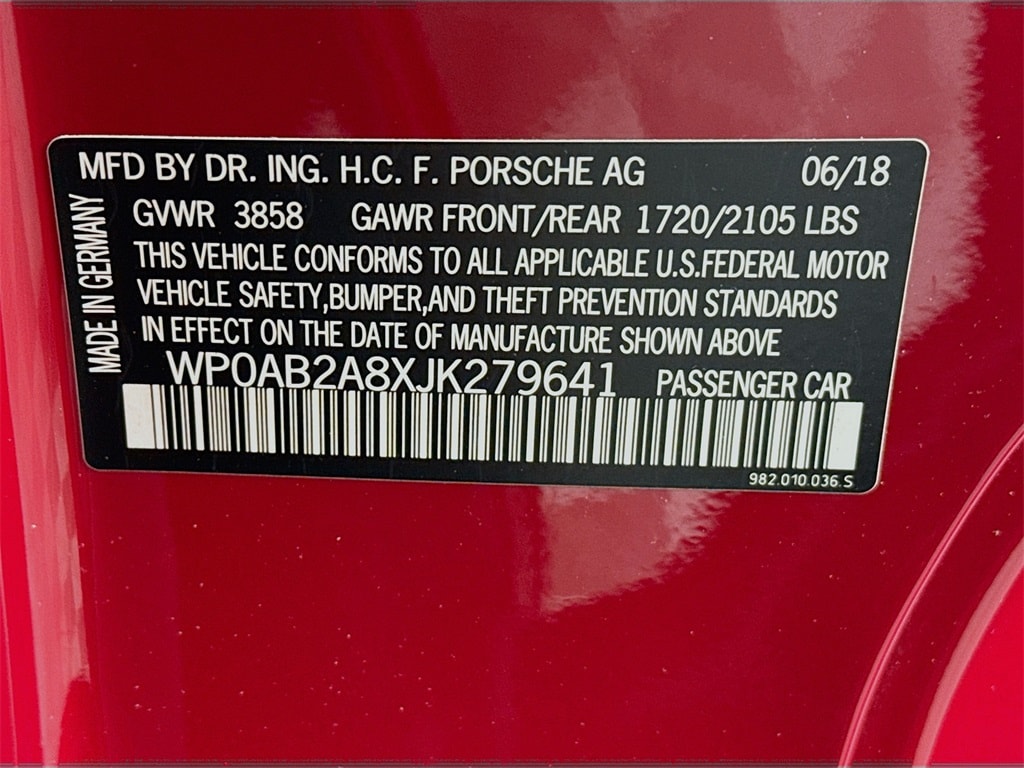 MFD BY DR. ING. H.C. F. PORSCHE AG 06/18
GVWR 3858 GAWR FRONT/REAR 1720/2105 LBS
THIS VEHICLE CONFORMS TO ALL APPLICABLE U.S.FEDERAL MOTOR
VEHICLE SAFETY,BUMPER,AND THEFT PREVENTION STANDARDS
IN EFFECT ON THE DATE OF MANUFACTURE SHOWN ABOVE
WP0AB2A8XJK279641 PASSENGER CAR
982.010.036.S
MADE IN GERMANY